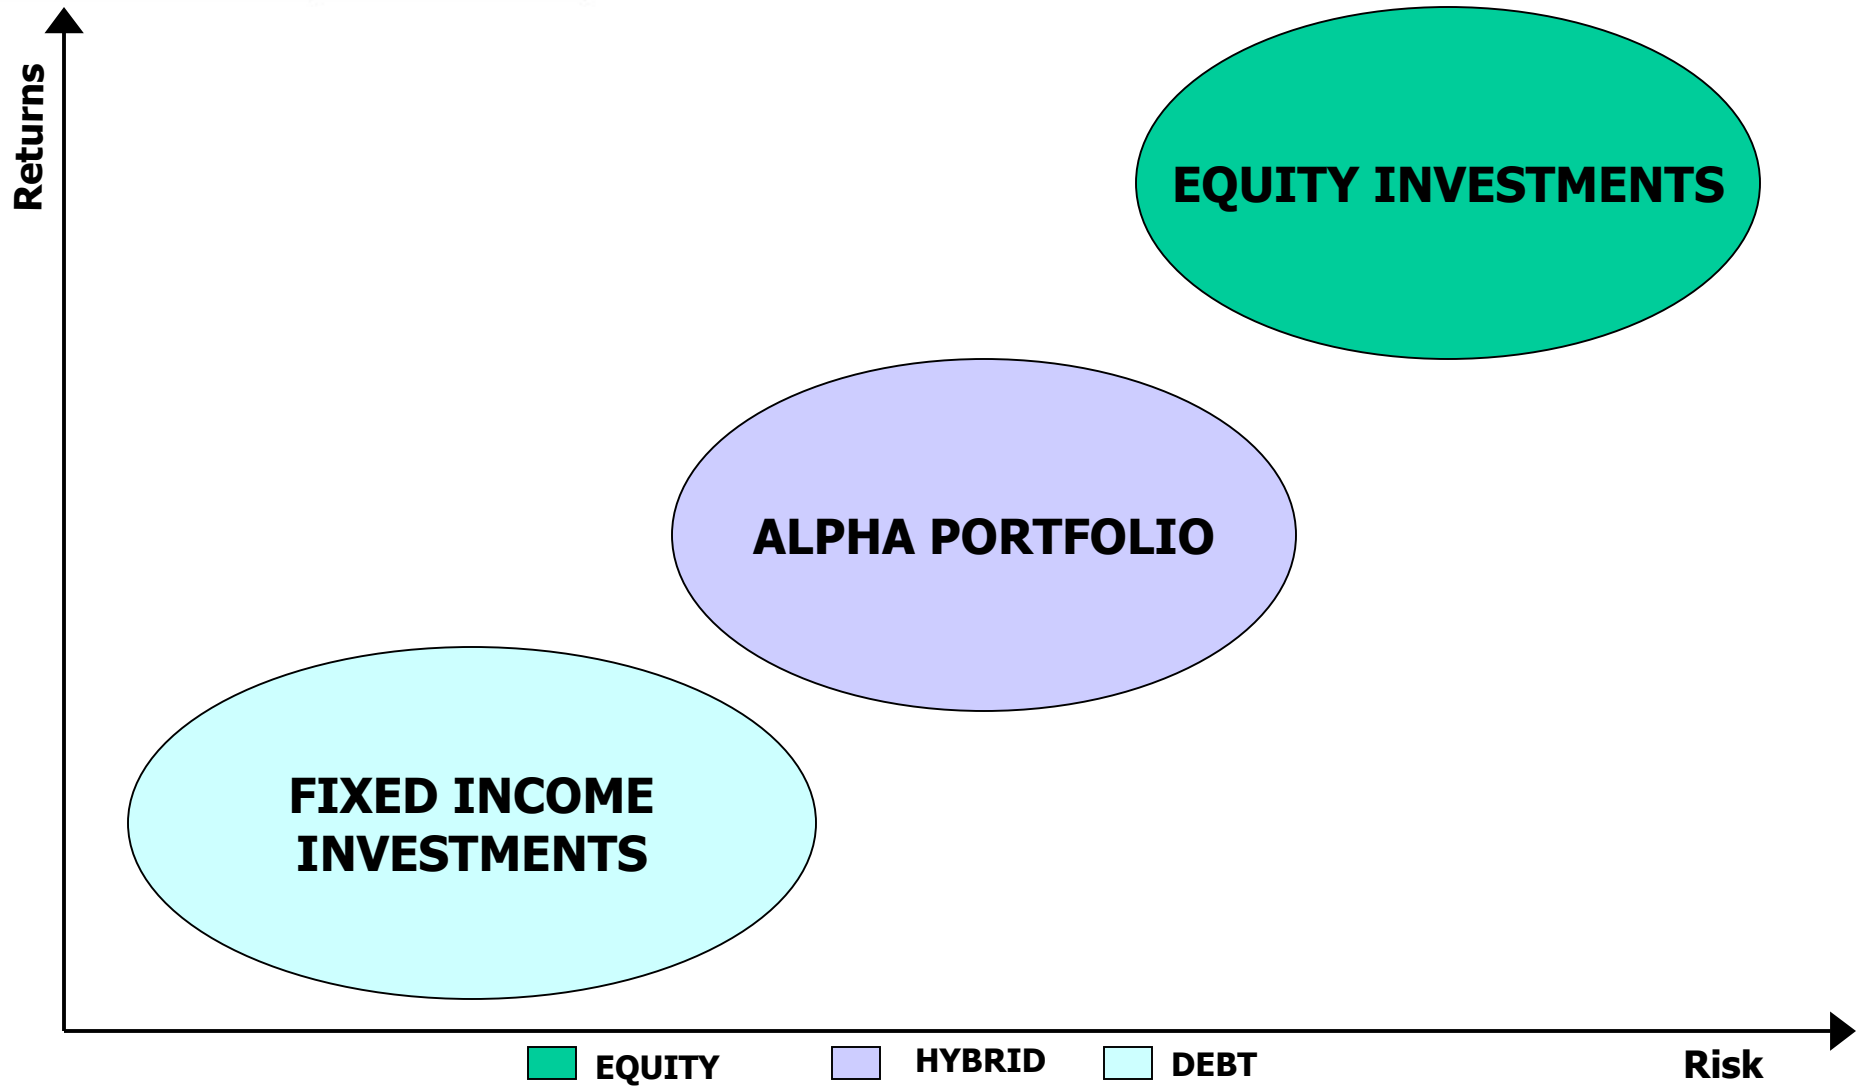 Returns
EQUITY INVESTMENTS
ALPHA PORTFOLIO
FIXED INCOME
INVESTMENTS
EQUITY
HYBRID
DEBT
Risk